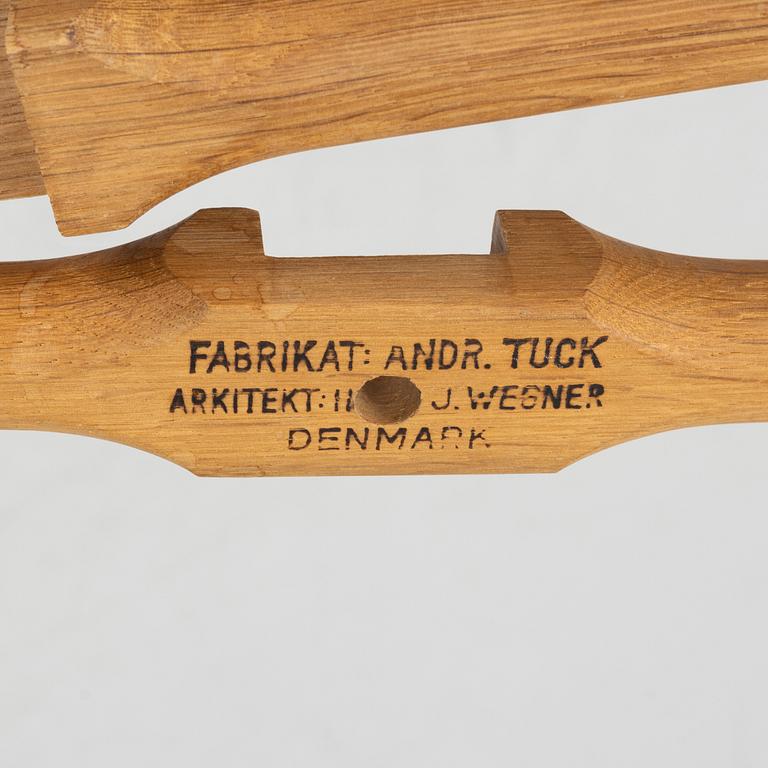 FABRIKAT: ANDR. TUCK
ARKITEKT: J. WEGNER
DENMARK